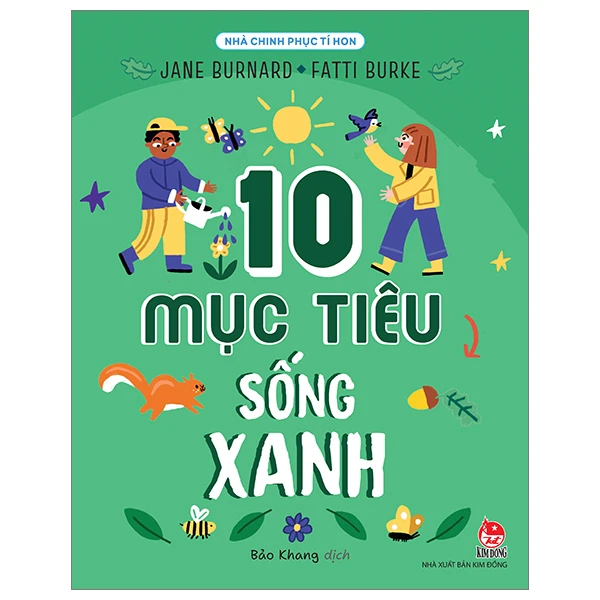 NHÀ CHINH PHỤC TÍ HON
JANE BURNARD • FATTI BURKE
10
MỤC TIÊU
SỐNG
XANH
Bảo Khang dịch
KIM ĐỒNG
NHÀ XUẤT BẢN KIM ĐỒNG